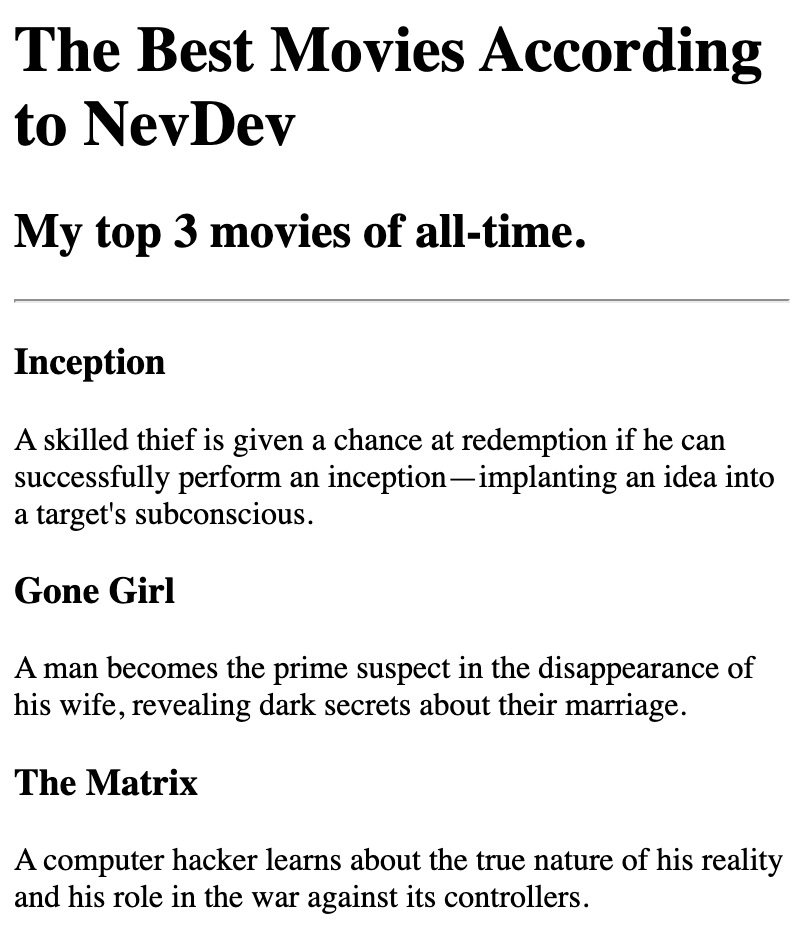 The Best Movies According
to NevDev
My top 3 movies of all-time.
Inception
A skilled thief is given a chance at redemption if he can
successfully perform an inception—implanting an idea into
a target's subconscious.
Gone Girl
A man becomes the prime suspect in the disappearance of
his wife, revealing dark secrets about their marriage.
The Matrix
A computer hacker learns about the true nature of his reality
and his role in the war against its controllers.